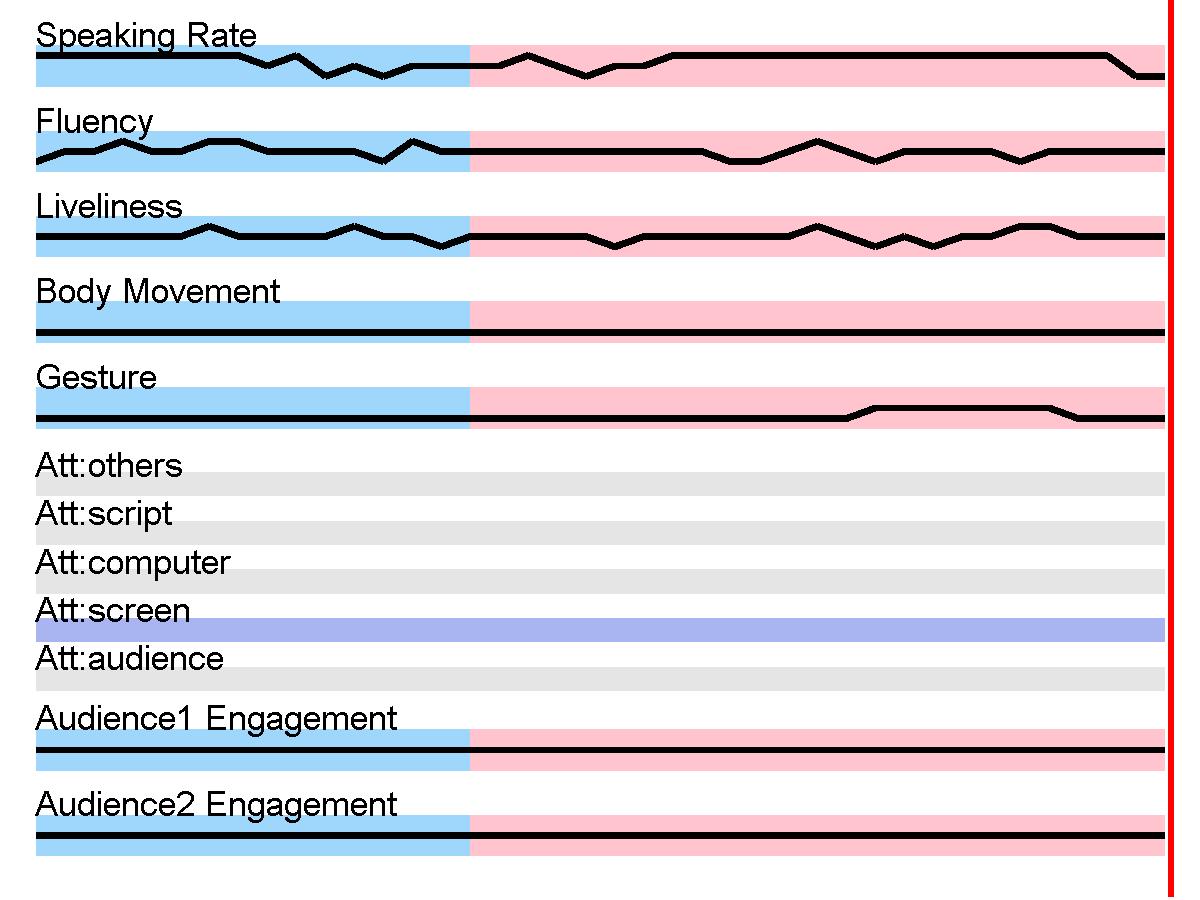 Speaking Rate
Fluency
Liveliness
Body Movement
Gesture
Att:others
Att:script
Att:computer
Att:screen
Att:audience
Audience1 Engagement
Audience2 Engagement